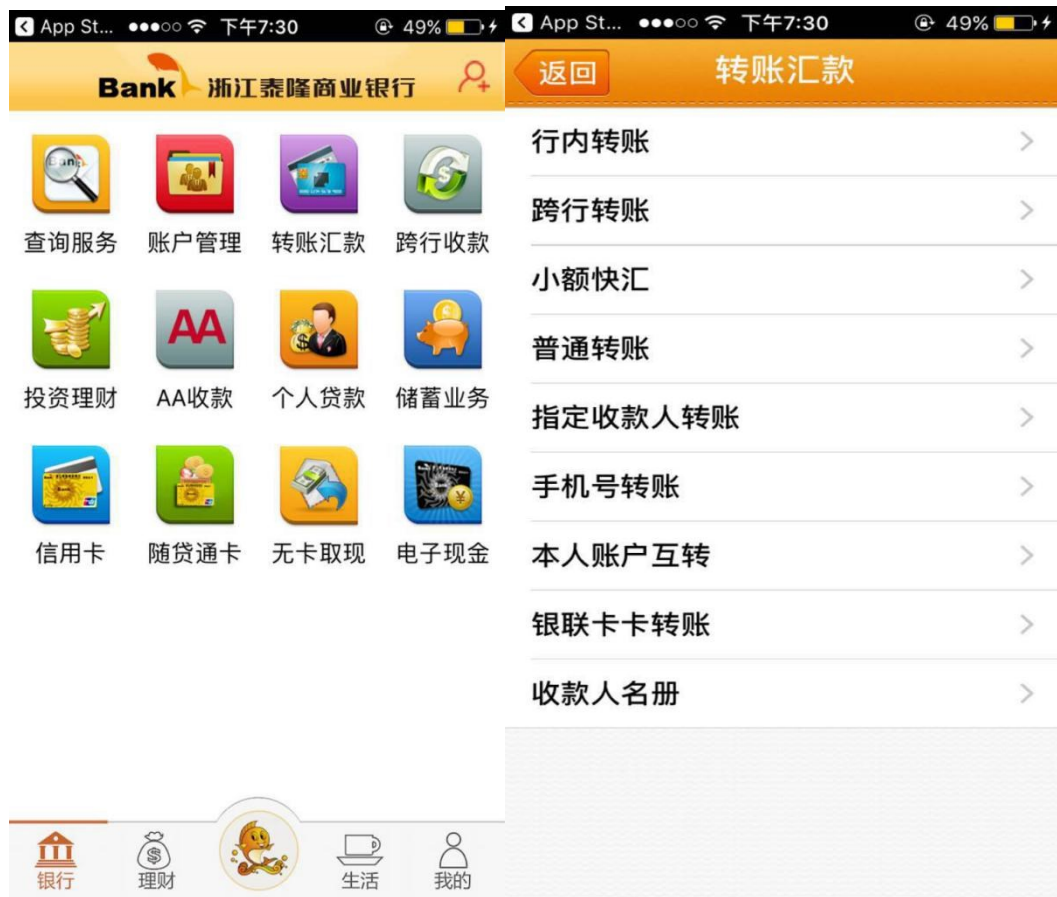 App St... 下午7:30 49%
Bank 浙江泰隆商业银行
查询服务 账户管理 转账汇款 跨行收款
AA
投资理财 AA收款 个人贷款 储蓄业务
信用卡 随贷通卡 无卡取现 电子现金
银行 理财 生活 我的
App St... 下午7:30 49%
返回 转账汇款
行内转账
跨行转账
小额快汇
普通转账
指定收款人转账
手机号转账
本人账户互转
银联卡卡转账
收款人名册